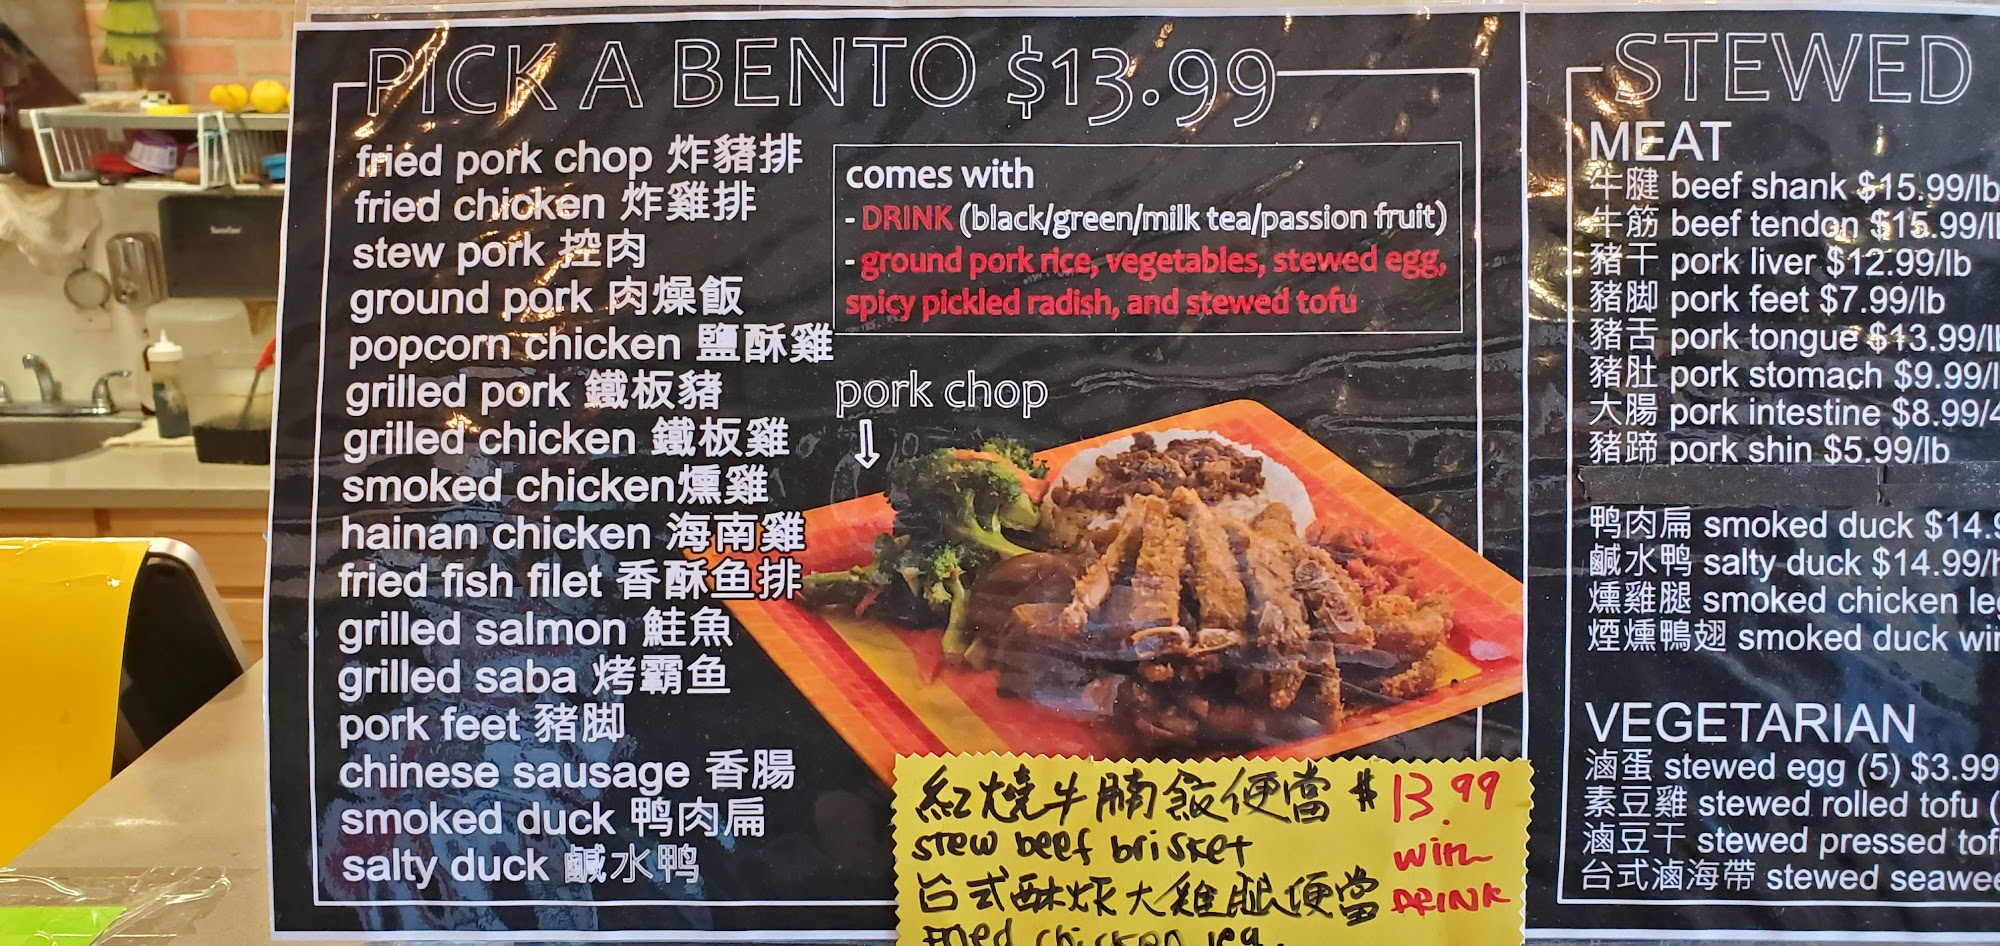 PICK A BENTO $13.99
fried pork chop 炸豬排
fried chicken 炸雞排
stew pork 控肉
ground pork 肉燥飯
popcorn chicken 鹽酥雞
grilled pork 鐵板豬
grilled chicken 鐵板雞
smoked chicken燻雞
hainan chicken 海南雞
fried fish filet 香酥鱼排
grilled salmon 鮭魚
grilled saba 烤霸鱼
pork feet 豬脚
chinese sausage 香腸
smoked duck 鸭肉扁
salty duck 鹹水鸭
comes with
- DRINK (black/green/milk tea/passion fruit)
- ground pork rice, vegetables, stewed egg,
spicy pickled radish, and stewed tofu
pork chop
紅燒牛腩飯便當 $13.99
stew beef brisket with
台式酥炸大雞腿便當 DRINK
Fried chicken leg.
STEWED
MEAT
牛腱 beef shank $15.99/lb
牛筋 beef tendon $15.99/lb
豬干 pork liver $12.99/lb
豬脚 pork feet $7.99/lb
豬舌 pork tongue $13.99/lb
豬肚 pork stomach $9.99/
大腸 pork intestine $8.99/
豬蹄 pork shin $5.99/lb
鸭肉扁 smoked duck $14.9
鹹水鸭 salty duck $14.99/
燻雞腿 smoked chicken leg
煙燻鴨翅 smoked duck
VEGETARIAN
滷蛋 stewed egg (5) $3.99
素豆雞 stewed rolled tofu (
滷豆干 stewed pressed
台式滷海帶 stewed